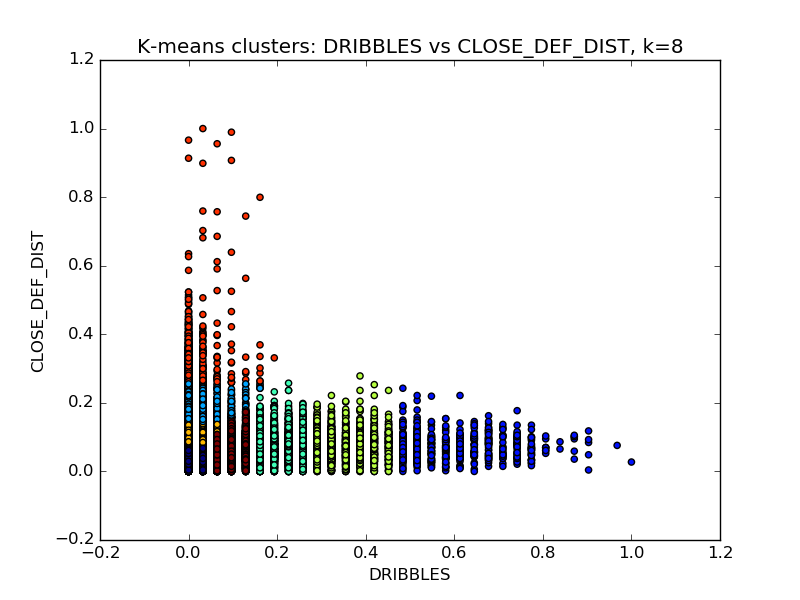 K-means clusters: DRIBBLES vs CLOSE_DEF_DIST, k=8
1.2
1.0
0.8
0.6
0.4
0.2
0.0
−0.2
CLOSE_DEF_DIST
−0.2 0.0 0.2 0.4 0.6 0.8 1.0 1.2
DRIBBLES